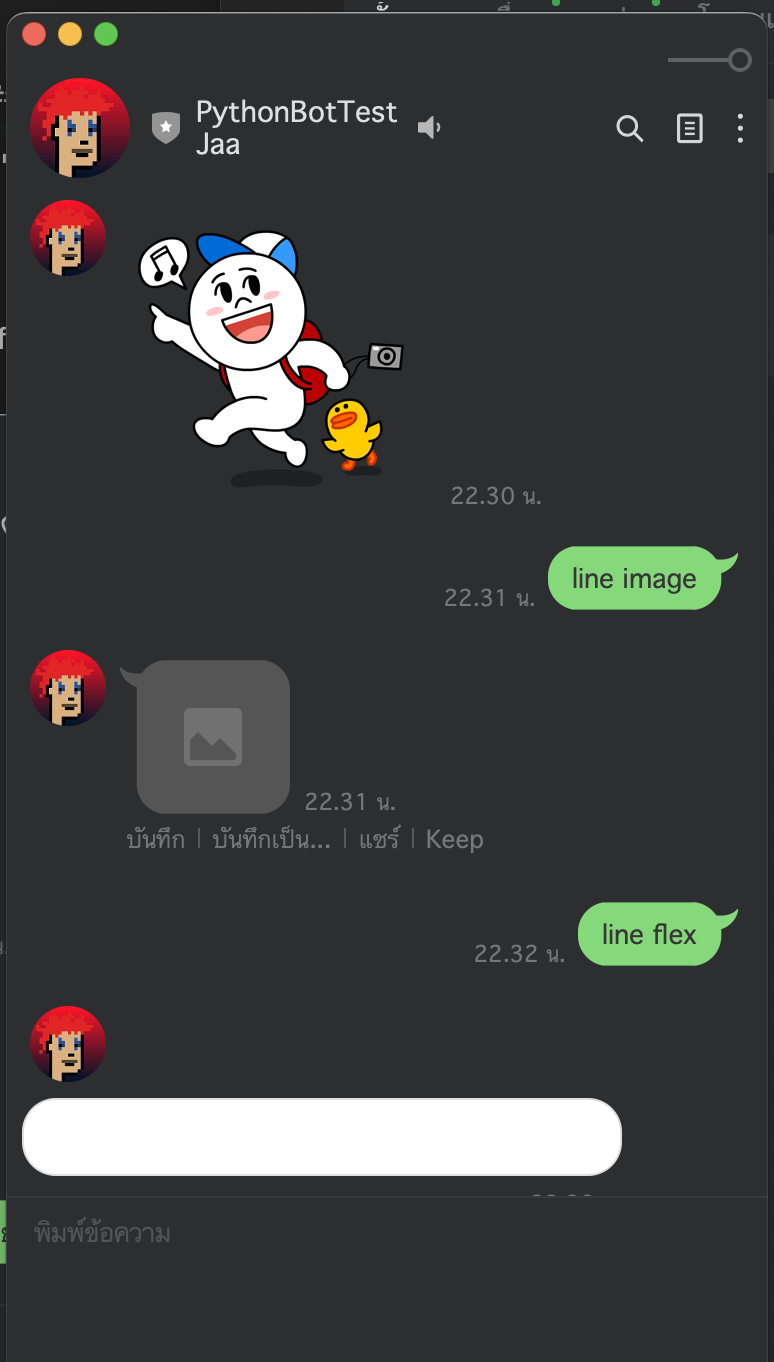 PythonBotTest
Jaa
22.30 น.
line image
22.31 น.
22.31 น.
บันทึก | บันทึกเป็น... | แชร์ | Keep
line flex
22.32 น.
พิมพ์ข้อความ